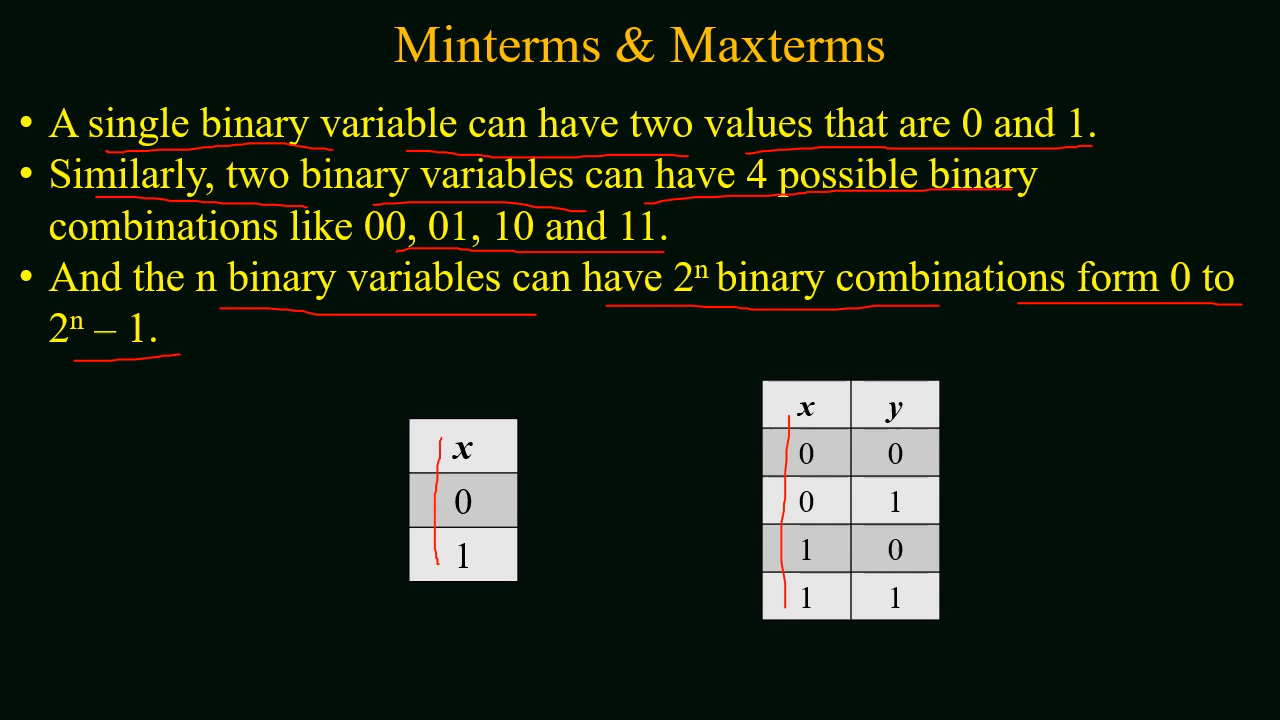 Minterms & Maxterms
• A single binary variable can have two values that are 0 and 1.
• Similarly, two binary variables can have 4 possible binary
combinations like 00, 01, 10 and 11.
• And the n binary variables can have 2ⁿ binary combinations form 0 to
2ⁿ – 1.
x
0
1
x y
0 0
0 1
1 0
1 1